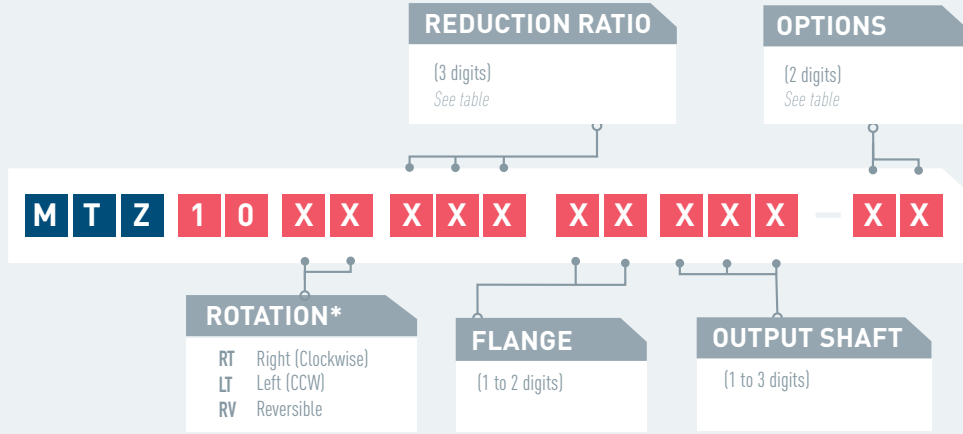 REDUCTION RATIO
(3 digits)
See table
OPTIONS
(2 digits)
See table
M T Z 1 0 X X X X X X X X X X – X X
ROTATION*
RT Right (Clockwise)
LT Left (CCW)
RV Reversible
FLANGE
(1 to 2 digits)
OUTPUT SHAFT
(1 to 3 digits)